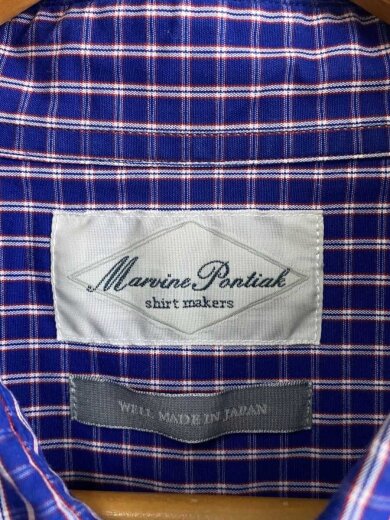 Marvine Pontiak
shirt makers
WELL MADE IN JAPAN